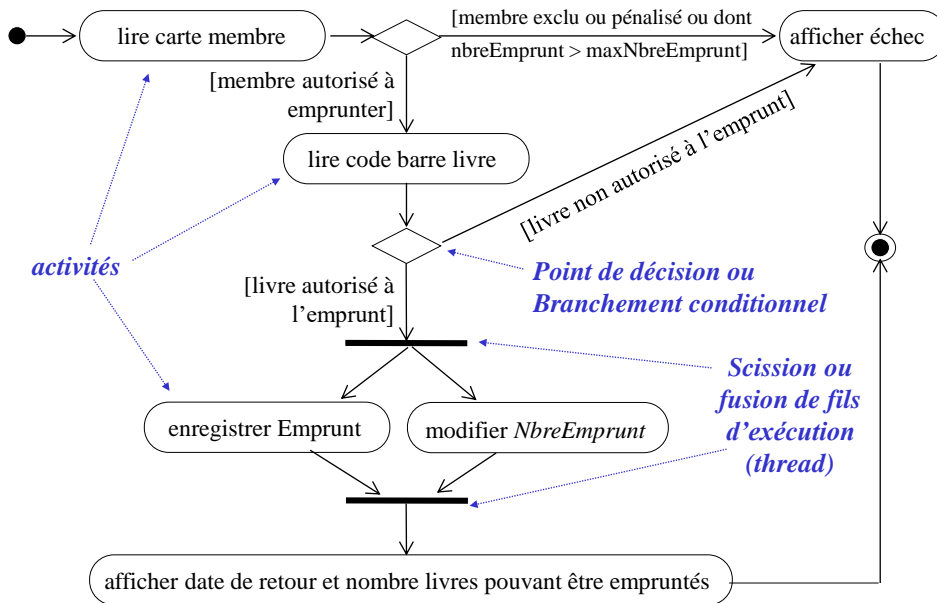 lire carte membre
[membre exclu ou pénalisé ou dont
nbreEmprunt > maxNbreEmprunt]
afficher échec
[membre autorisé à
emprunter]
lire code barre livre
[livre non autorisé à l’emprunt]
activités
Point de décision ou
Branchement conditionnel
[livre autorisé à
l’emprunt]
Scission ou
fusion de fils
d’exécution
(thread)
enregistrer Emprunt
modifier NbreEmprunt
afficher date de retour et nombre livres pouvant être empruntés